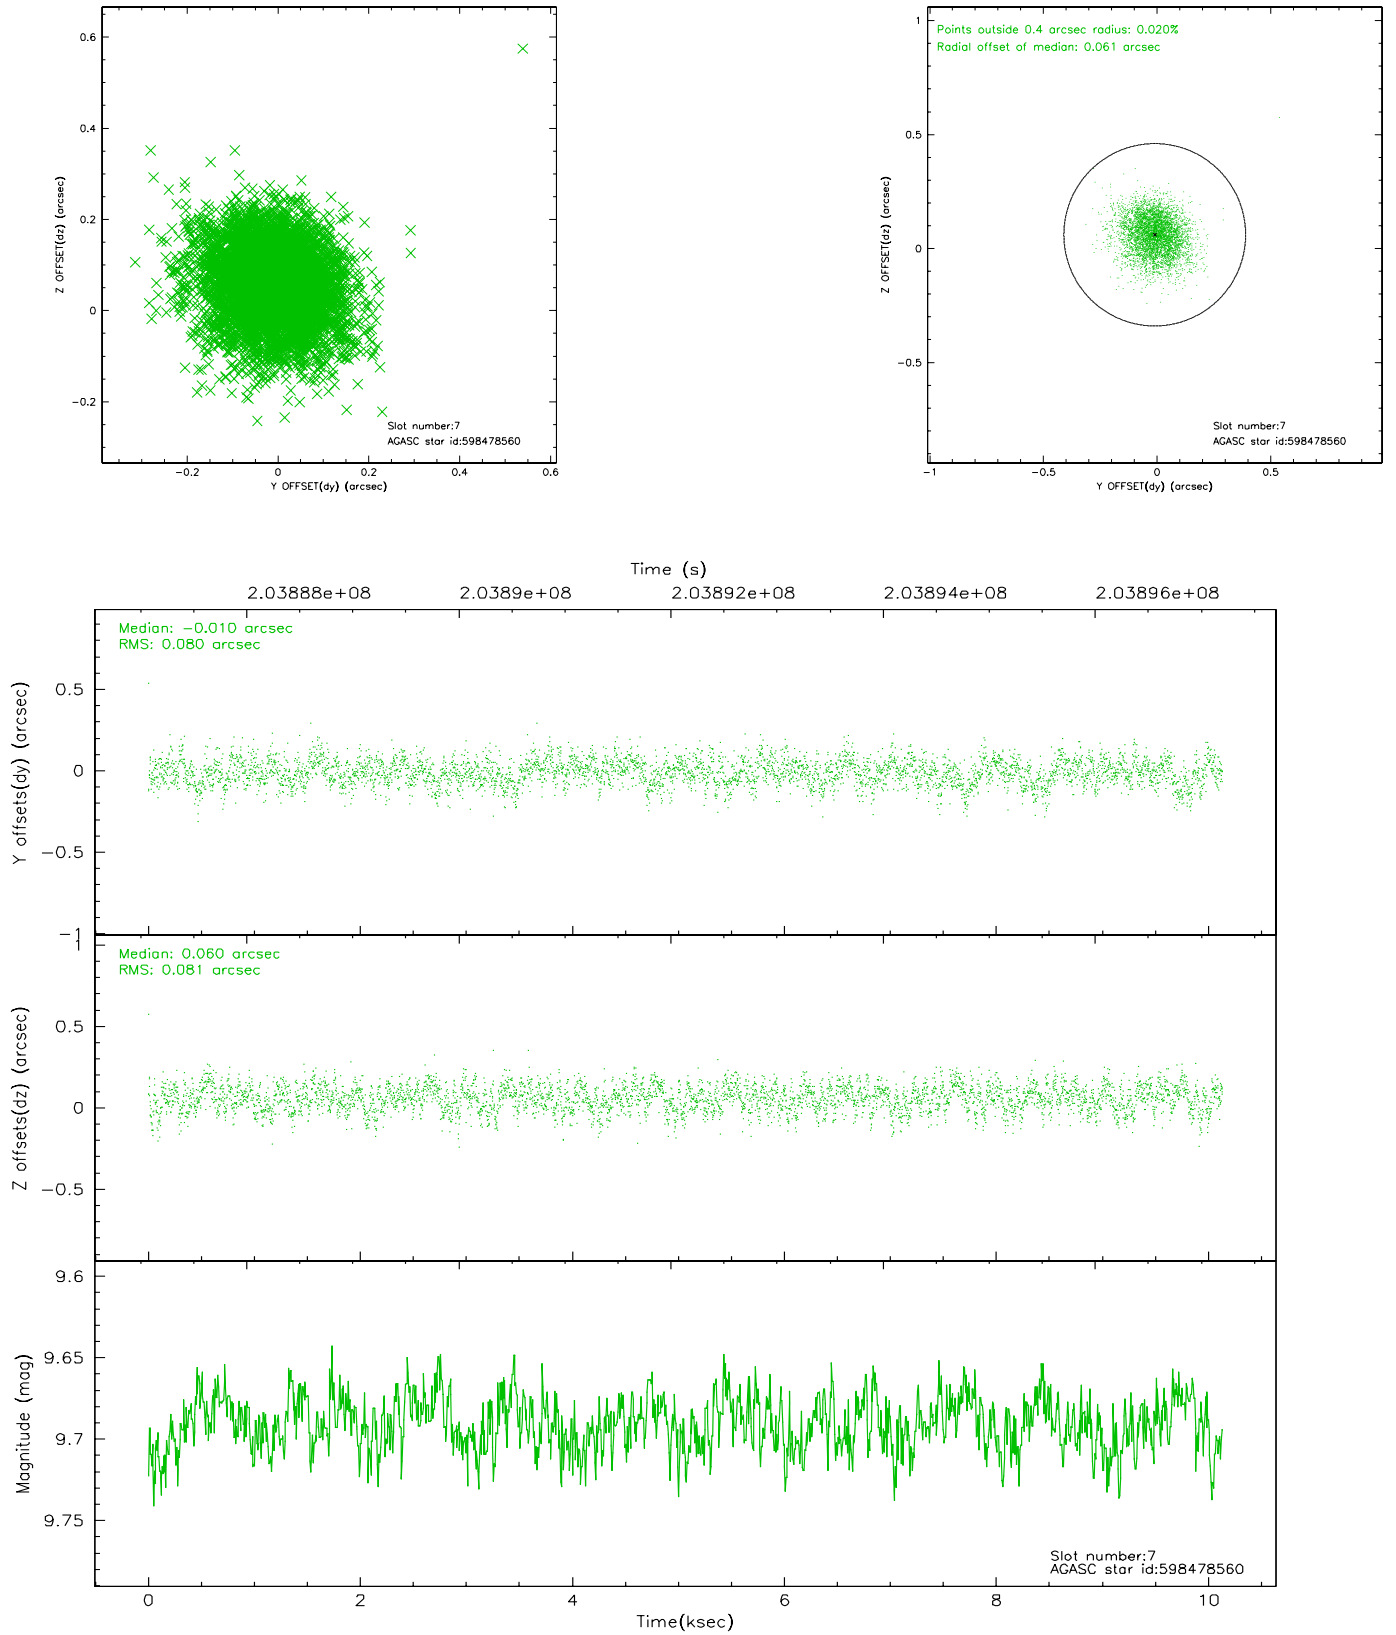 0.6
0.4
0.2
0
−0.2
Z OFFSET(dz) (arcsec)
Slot number:7
AGASC star id:598478560
−0.2 0 0.2 0.4 0.6
Y OFFSET(dy) (arcsec)
Points outside 0.4 arcsec radius: 0.020%
Radial offset of median: 0.061 arcsec
1
0.5
0
−0.5
Z OFFSET(dz) (arcsec)
Slot number:7
AGASC star id:598478560
−1 −0.5 0 0.5
Y OFFSET(dy) (arcsec)
Time (s)
2.03888e+08 2.0389e+08 2.03892e+08 2.03894e+08 2.03896e+08
Median: −0.010 arcsec
RMS: 0.080 arcsec
0.5
0
−0.5
−1
Y offsets(dy) (arcsec)
Median: 0.060 arcsec
RMS: 0.081 arcsec
1
0.5
0
−0.5
Z offsets(dz) (arcsec)
9.6
9.65
9.7
9.75
Magnitude (mag)
Slot number:7
AGASC star id:598478560
0 2 4 6 8 10
Time(ksec)